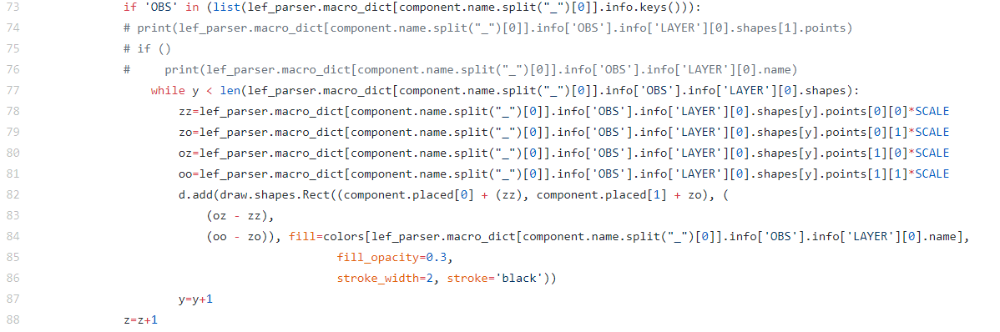 73 if 'OBS' in (list(lef_parser.macro_dict[component.name.split("_")[0]].info.keys())):
74 # print(lef_parser.macro_dict[component.name.split("_")[0]].info['OBS'].info['LAYER'][0].shapes[1].points)
75 # if ()
76 #     print(lef_parser.macro_dict[component.name.split("_")[0]].info['OBS'].info['LAYER'][0].name)
77     while y < len(lef_parser.macro_dict[component.name.split("_")[0]].info['OBS'].info['LAYER'][0].shapes):
78         zz=lef_parser.macro_dict[component.name.split("_")[0]].info['OBS'].info['LAYER'][0].shapes[y].points[0][0]*SCALE
79         zo=lef_parser.macro_dict[component.name.split("_")[0]].info['OBS'].info['LAYER'][0].shapes[y].points[0][1]*SCALE
80         oz=lef_parser.macro_dict[component.name.split("_")[0]].info['OBS'].info['LAYER'][0].shapes[y].points[1][0]*SCALE
81         oo=lef_parser.macro_dict[component.name.split("_")[0]].info['OBS'].info['LAYER'][0].shapes[y].points[1][1]*SCALE
82         d.add(draw.shapes.Rect((component.placed[0] + (zz), component.placed[1] + zo), (
83             (oz - zz),
84             (oo - zo)), fill=colors[lef_parser.macro_dict[component.name.split("_")[0]].info['OBS'].info['LAYER'][0].name],
85                                fill_opacity=0.3,
86                                stroke_width=2, stroke='black'))
87         y=y+1
88 z=z+1